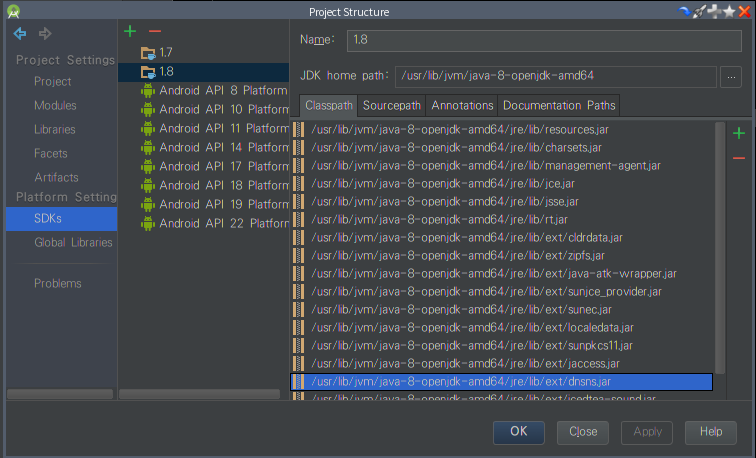 Project Structure
Project Settings
Project
Modules
Libraries
Facets
Artifacts
Platform Setting
SDKs
Global Libraries
Problems
1.7
1.8
Android API 8 Platform
Android API 10 Platform
Android API 11 Platform
Android API 14 Platform
Android API 17 Platform
Android API 18 Platform
Android API 19 Platform
Android API 22 Platform
Name: 1.8
JDK home path: /usr/lib/jvm/java-8-openjdk-amd64 ...
Classpath Sourcepath Annotations Documentation Paths
/usr/lib/jvm/java-8-openjdk-amd64/jre/lib/resources.jar
/usr/lib/jvm/java-8-openjdk-amd64/jre/lib/charsets.jar
/usr/lib/jvm/java-8-openjdk-amd64/jre/lib/management-agent.jar
/usr/lib/jvm/java-8-openjdk-amd64/jre/lib/jce.jar
/usr/lib/jvm/java-8-openjdk-amd64/jre/lib/jsse.jar
/usr/lib/jvm/java-8-openjdk-amd64/jre/lib/rt.jar
/usr/lib/jvm/java-8-openjdk-amd64/jre/lib/ext/cldrdata.jar
/usr/lib/jvm/java-8-openjdk-amd64/jre/lib/ext/zipfs.jar
/usr/lib/jvm/java-8-openjdk-amd64/jre/lib/ext/java-atk-wrapper.jar
/usr/lib/jvm/java-8-openjdk-amd64/jre/lib/ext/sunjce_provider.jar
/usr/lib/jvm/java-8-openjdk-amd64/jre/lib/ext/sunec.jar
/usr/lib/jvm/java-8-openjdk-amd64/jre/lib/ext/localedata.jar
/usr/lib/jvm/java-8-openjdk-amd64/jre/lib/ext/sunpkcs11.jar
/usr/lib/jvm/java-8-openjdk-amd64/jre/lib/ext/jaccess.jar
/usr/lib/jvm/java-8-openjdk-amd64/jre/lib/ext/dnsns.jar
/usr/lib/jvm/java-8-openjdk-amd64/jre/lib/ext/icedtea-sound.jar
OK Close Apply Help